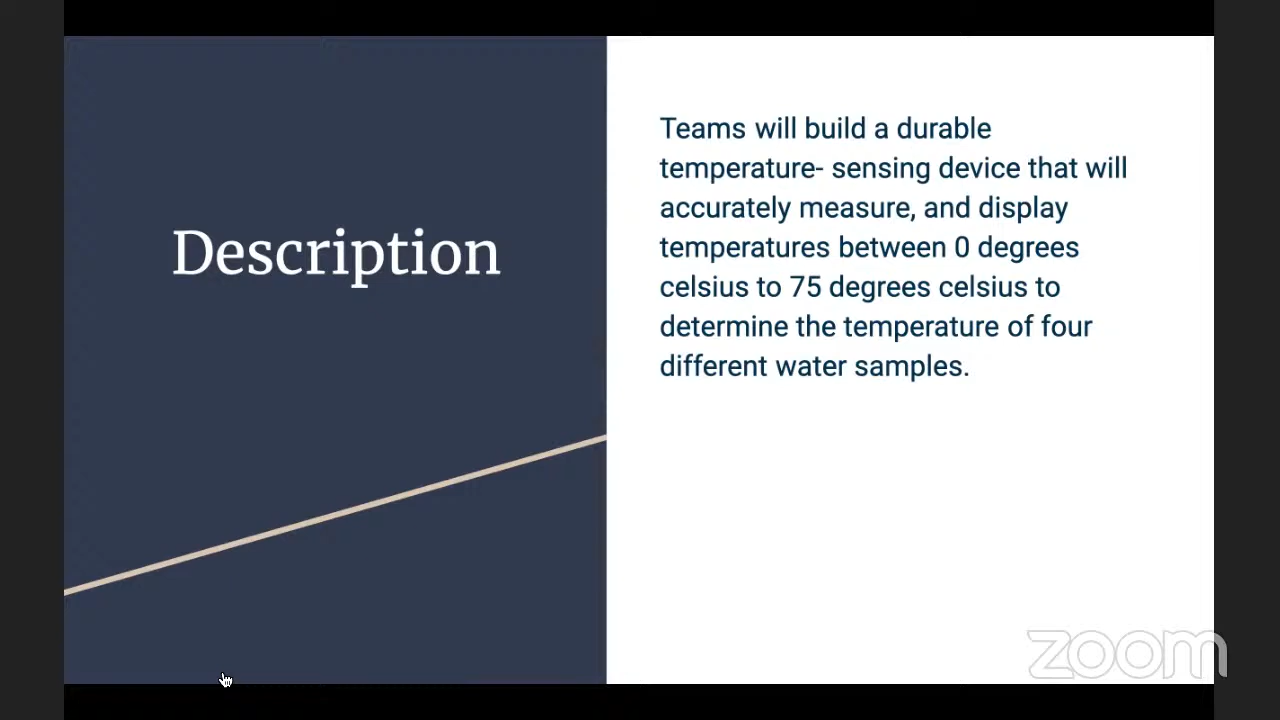 Description
Teams will build a durable
temperature- sensing device that will
accurately measure, and display
temperatures between 0 degrees
celsius to 75 degrees celsius to
determine the temperature of four
different water samples.
zoom